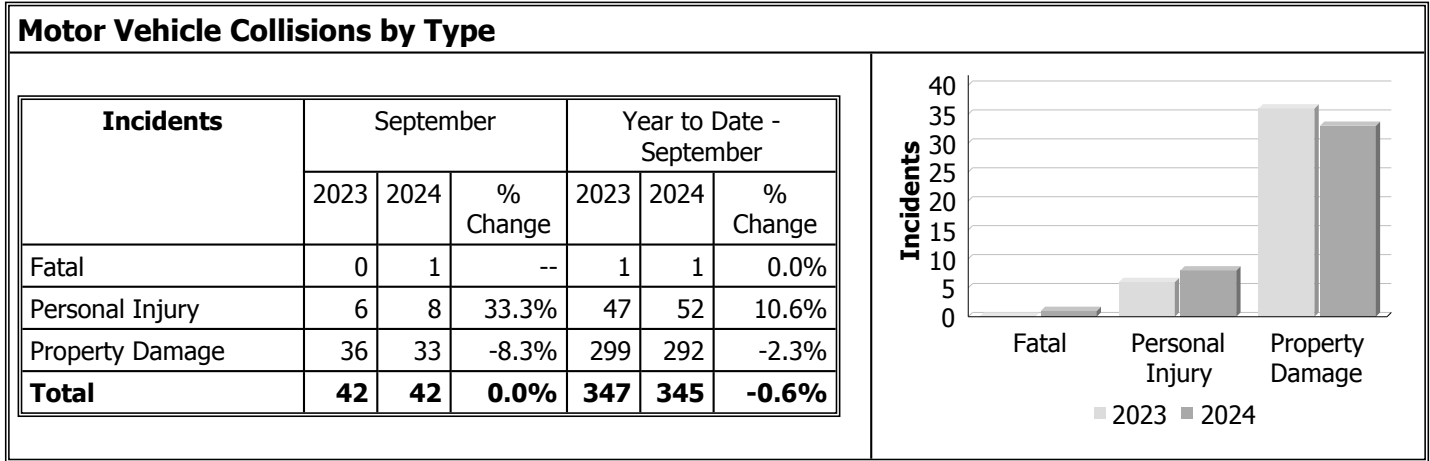 Motor Vehicle Collisions by Type
Incidents September Year to Date -
September
2023 2024 % 2023 2024 %
Change Change
Fatal 0 1 -- 1 1 0.0%
Personal Injury 6 8 33.3% 47 52 10.6%
Property Damage 36 33 -8.3% 299 292 -2.3%
Total 42 42 0.0% 347 345 -0.6%
Incidents
40
35
30
25
20
15
10
5
0
Fatal Personal Property
Injury Damage
2023 2024